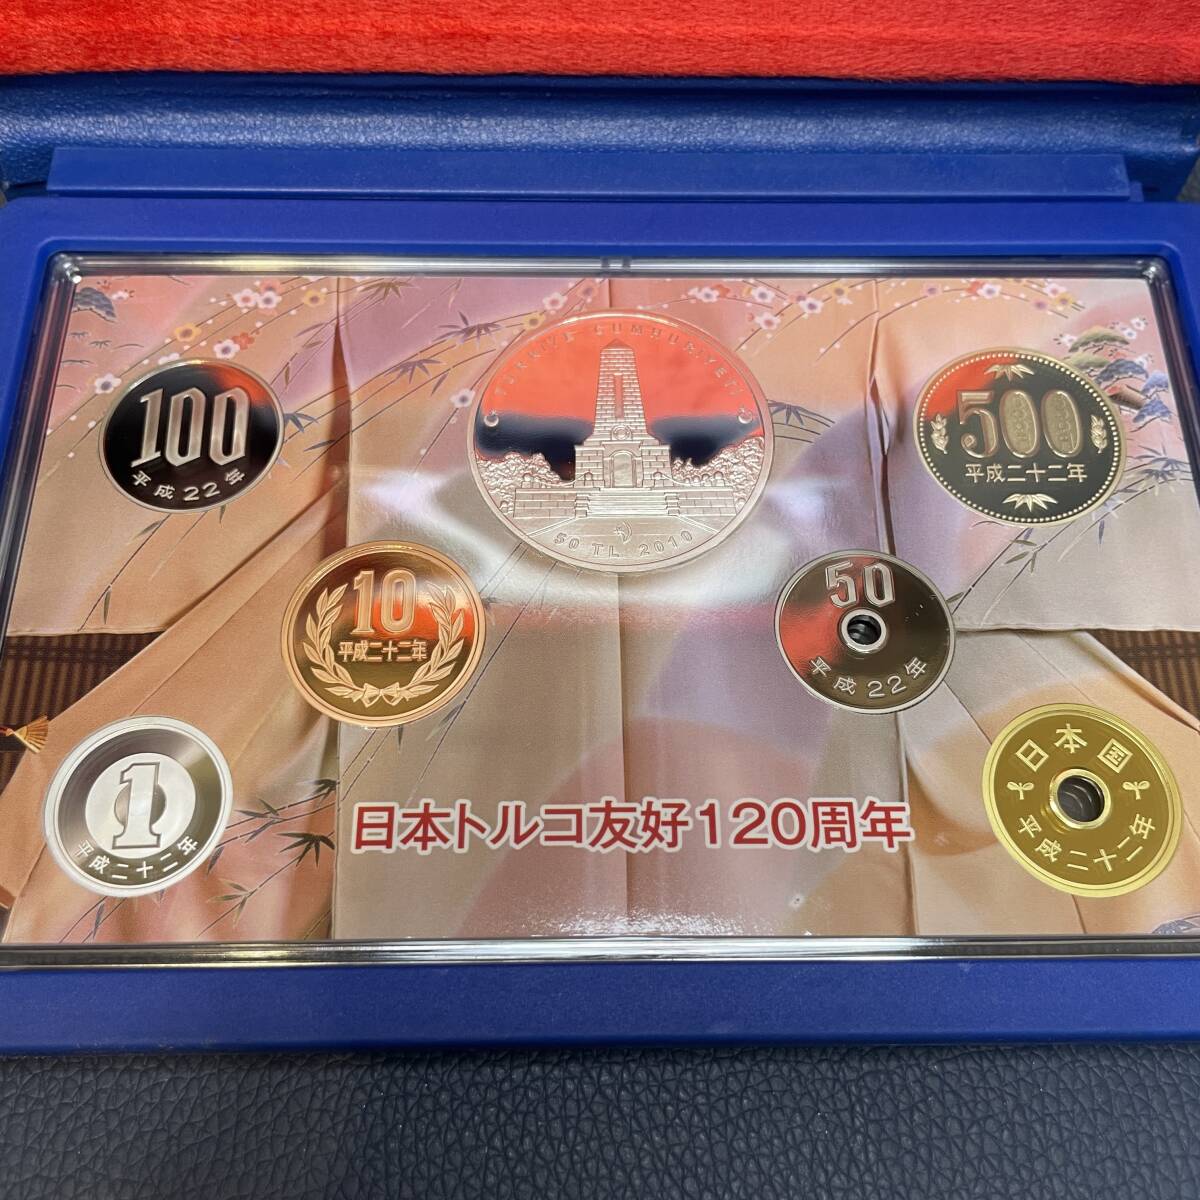 TÜRKİYE CUMHURİYETİ
50 TL 2010
100
平成22年
500
平成二十二年
10
平成二十二年
50
平成22年
1
平成二十二年
日本国
平成二十二年
日本トルコ友好120周年